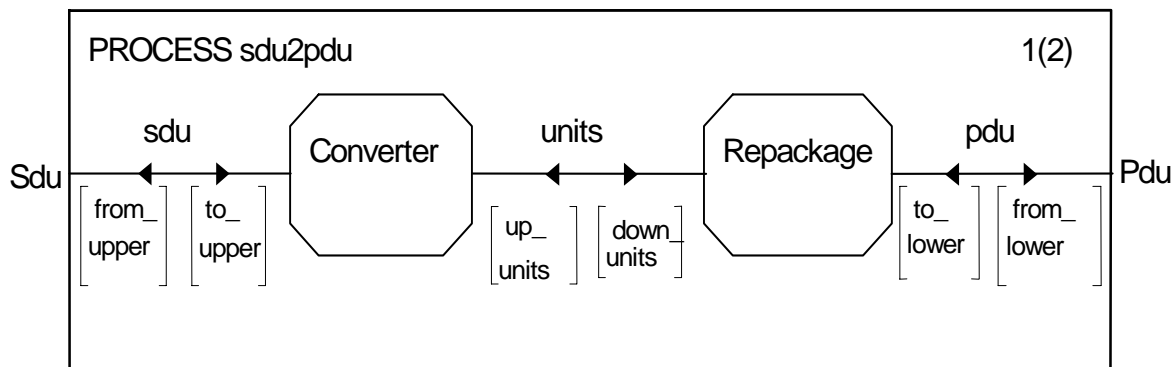 PROCESS sdu2pdu 1(2)
sdu units pdu
Converter Repackage
Sdu Pdu
[from_ [to_ [up_ [down_ [to_ [from_
upper] upper] units] units] lower] lower]